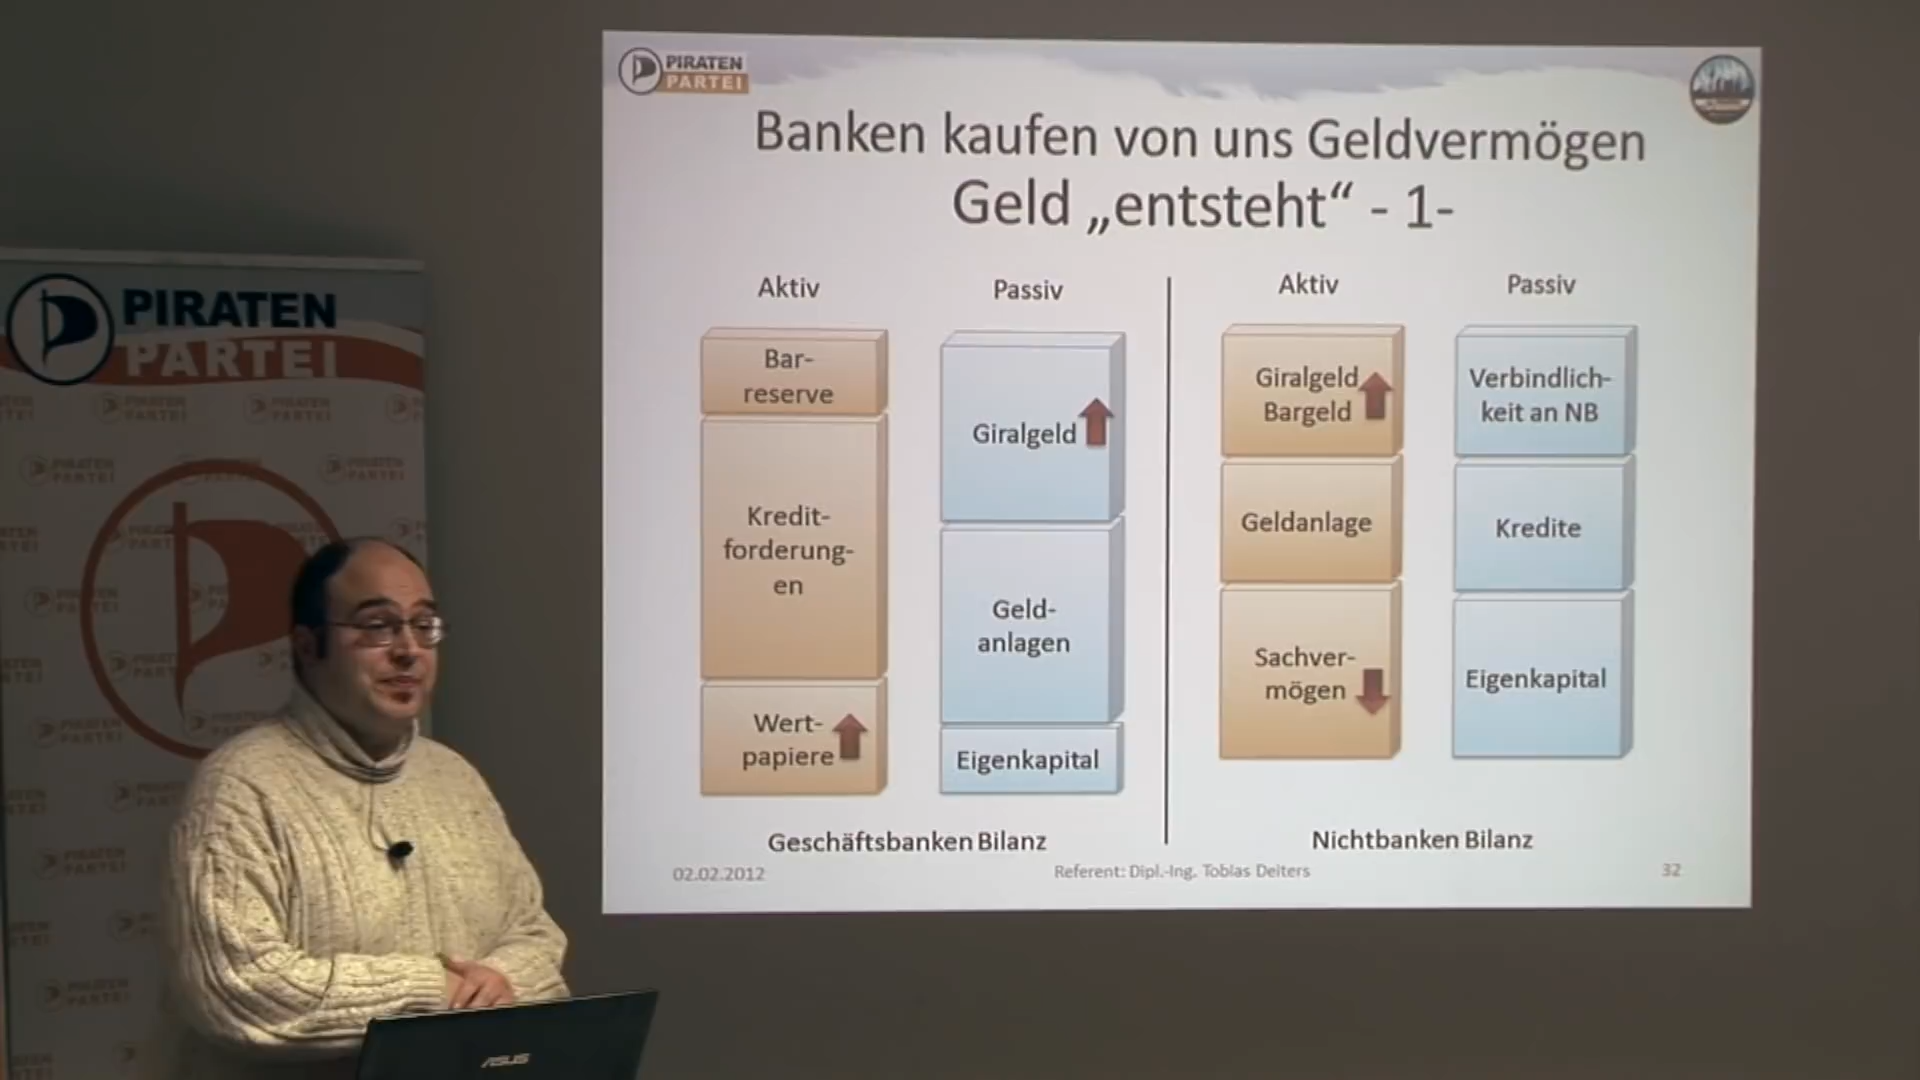 PIRATEN
PARTEI
Banken kaufen von uns Geldvermögen
Geld „entsteht“ - 1-
Aktiv
Passiv
Bar-
reserve
Kredit-
forderung-
en
Wert-
papiere
Giralgeld
Geld-
anlagen
Eigenkapital
Geschäftsbanken Bilanz
Aktiv
Passiv
Giralgeld
Bargeld
Geldanlage
Sachver-
mögen
Verbindlich-
keit an NB
Kredite
Eigenkapital
Nichtbanken Bilanz
02.02.2012
Referent: Dipl.-Ing. Tobias Deiters
32
PIRATEN
PARTEI
ASUS